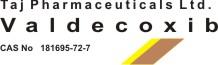 Taj Pharmaceuticals Ltd.
Valdecoxib
CAS No 181695-72-7